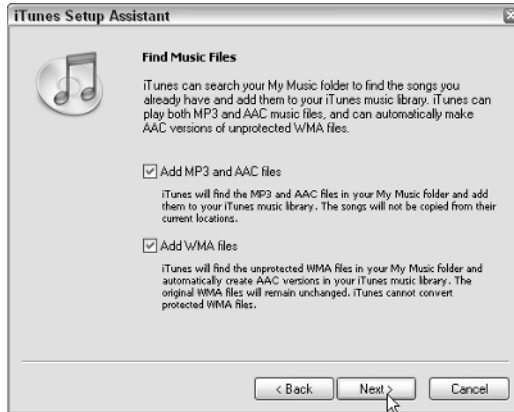 iTunes Setup Assistant
Find Music Files
iTunes can search your My Music folder to find the songs you
already have and add them to your iTunes music library. iTunes can
play both MP3 and AAC music files, and can automatically make
AAC versions of unprotected WMA files.
Add MP3 and AAC files
iTunes will find the MP3 and AAC files in your My Music folder and add
them to your iTunes music library. The songs will not be copied from their
current locations.
Add WMA files
iTunes will find the unprotected WMA files in your My Music folder and
automatically create AAC versions in your iTunes music library. The
original WMA files will remain unchanged. iTunes cannot convert
protected WMA files.
< Back Next > Cancel